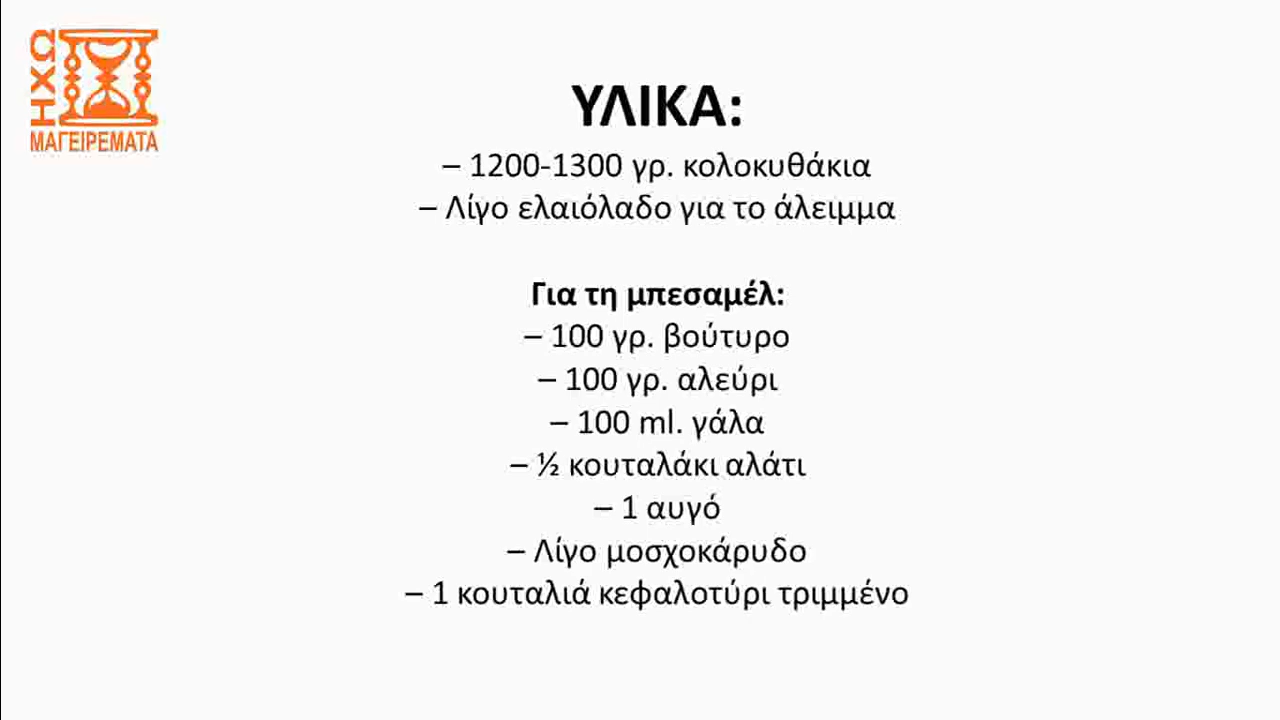 ΗΧΩ
ΜΑΓΕΙΡΕΜΑΤΑ
ΥΛΙΚΑ:
– 1200-1300 γρ. κολοκυθάκια
– Λίγο ελαιόλαδο για το άλειμμα
Για τη μπεσαμέλ:
– 100 γρ. βούτυρο
– 100 γρ. αλεύρι
– 100 ml. γάλα
– ½ κουταλάκι αλάτι
– 1 αυγό
– Λίγο μοσχοκάρυδο
– 1 κουταλιά κεφαλοτύρι τριμμένο